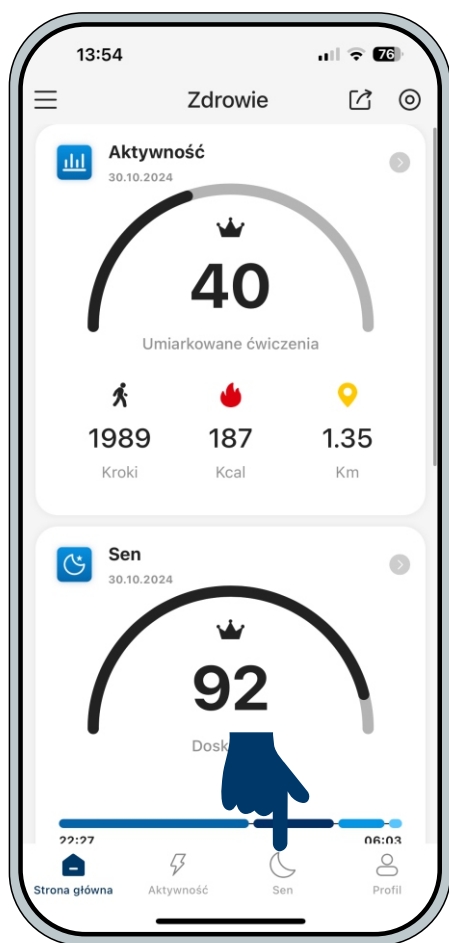 13:54
76
Zdrowie
Aktywność
30.10.2024
40
Umiarkowane ćwiczenia
1989 187 1.35
Kroki Kcal Km
Sen
30.10.2024
92
22:27 06:03
Strona główna Aktywność Sen Profil